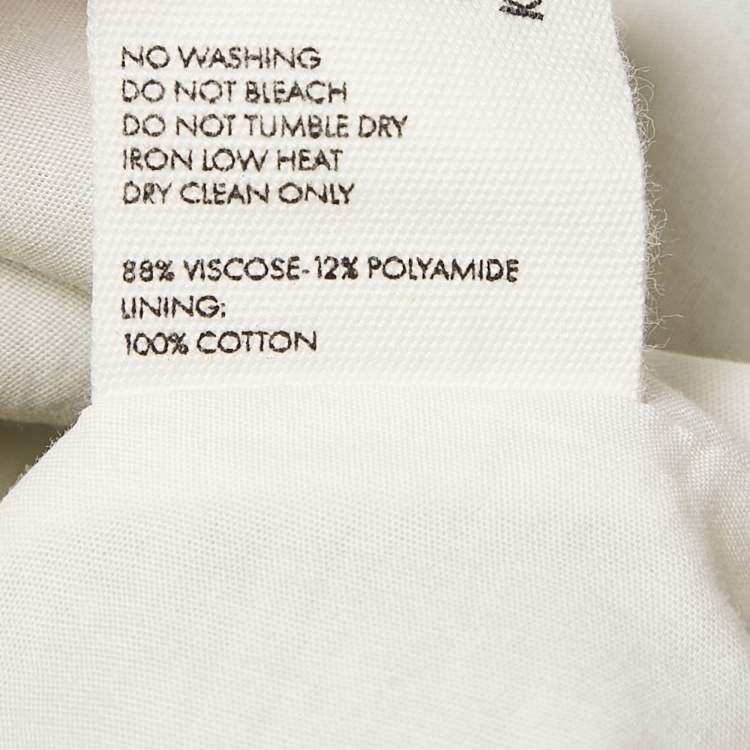 NO WASHING
DO NOT BLEACH
DO NOT TUMBLE DRY
IRON LOW HEAT
DRY CLEAN ONLY
88% VISCOSE-12% POLYAMIDE
LINING:
100% COTTON